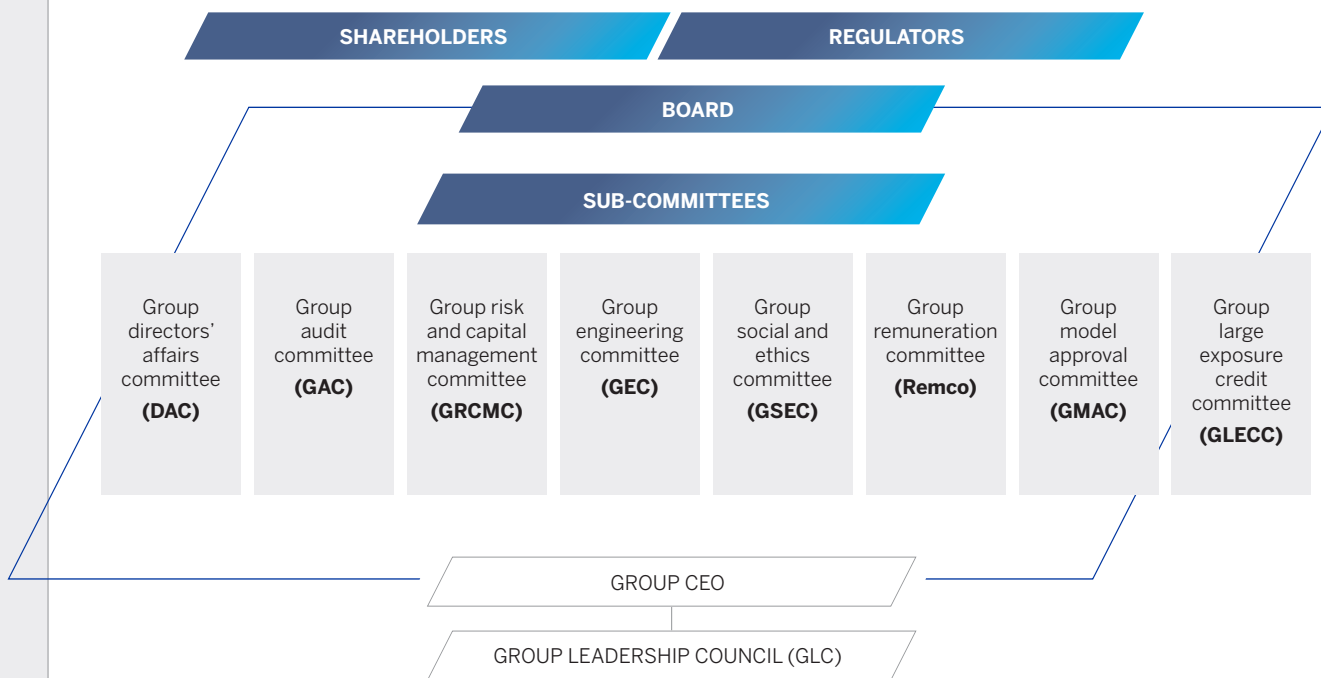 SHAREHOLDERS
REGULATORS
BOARD
SUB-COMMITTEES
Group
directors’
affairs
committee
(DAC)
Group
audit
committee
(GAC)
Group risk
and capital
management
committee
(GRCMC)
Group
engineering
committee
(GEC)
Group
social and
ethics
committee
(GSEC)
Group
remuneration
committee
(Remco)
Group
model
approval
committee
(GMAC)
Group
large
exposure
credit
committee
(GLECC)
GROUP CEO
GROUP LEADERSHIP COUNCIL (GLC)